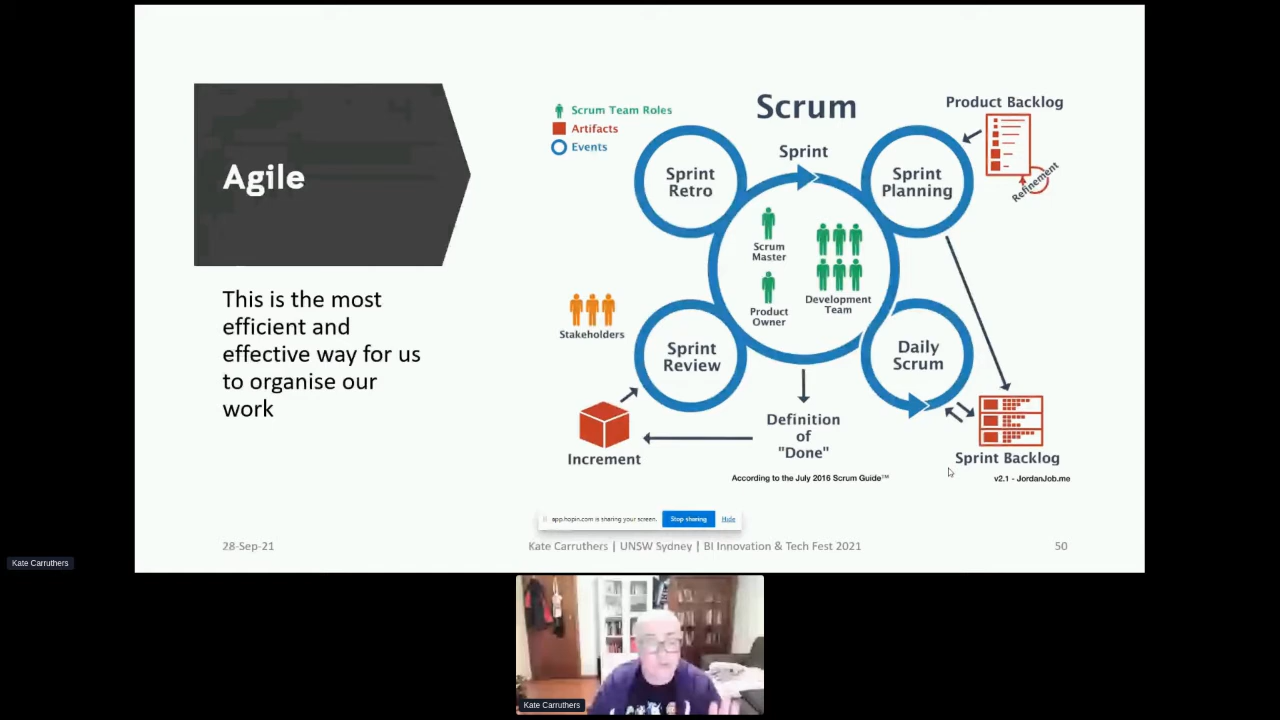 Agile
This is the most
efficient and
effective way for us
to organise our
work
Scrum Team Roles
Artifacts
Events
Scrum
Product Backlog
Refinement
Sprint
Sprint
Retro
Sprint
Planning
Scrum
Master
Product
Owner
Development
Team
Stakeholders
Sprint
Review
Daily
Scrum
Increment
Definition
of
"Done"
Sprint Backlog
According to the July 2016 Scrum Guide™
v2.1 - JordanJob.me
app.hopin.com is sharing your screen.
Stop sharing
Hide
28-Sep-21
Kate Carruthers | UNSW Sydney | BI Innovation & Tech Fest 2021
50
Kate Carruthers
Kate Carruthers